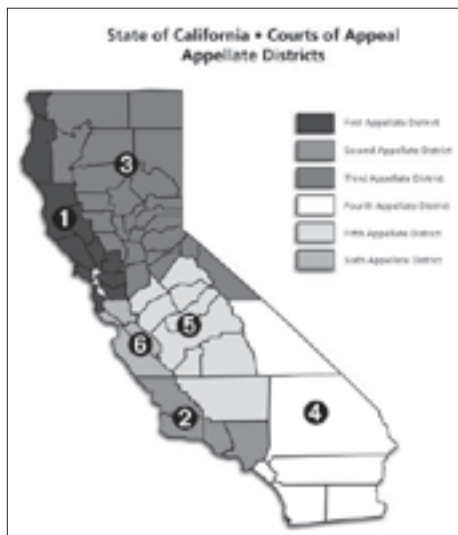 State of California • Courts of Appeal
Appellate Districts
First Appellate District
Second Appellate District
3
Third Appellate District
1
Fourth Appellate District
Fifth Appellate District
Sixth Appellate District
5
6
2
4